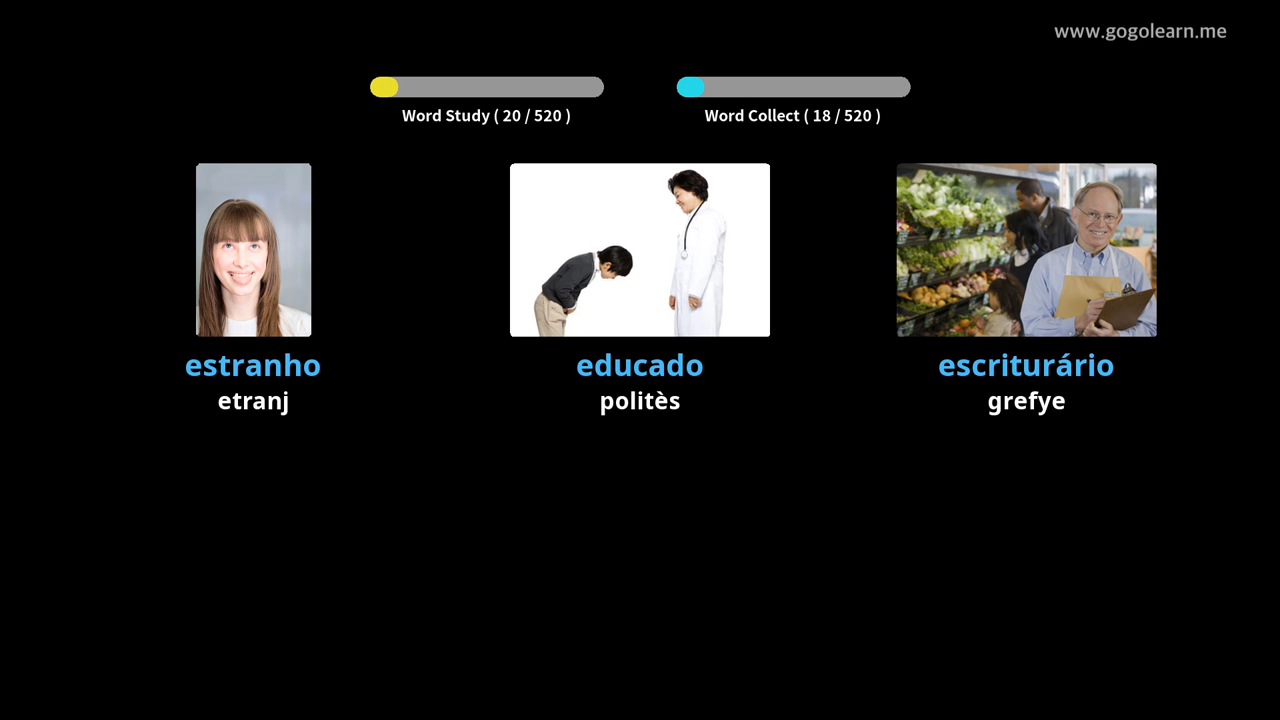 www.gogolearn.me
Word Study ( 20 / 520 )
Word Collect ( 18 / 520 )
estranho
etranj
educado
politès
escriturário
grefye